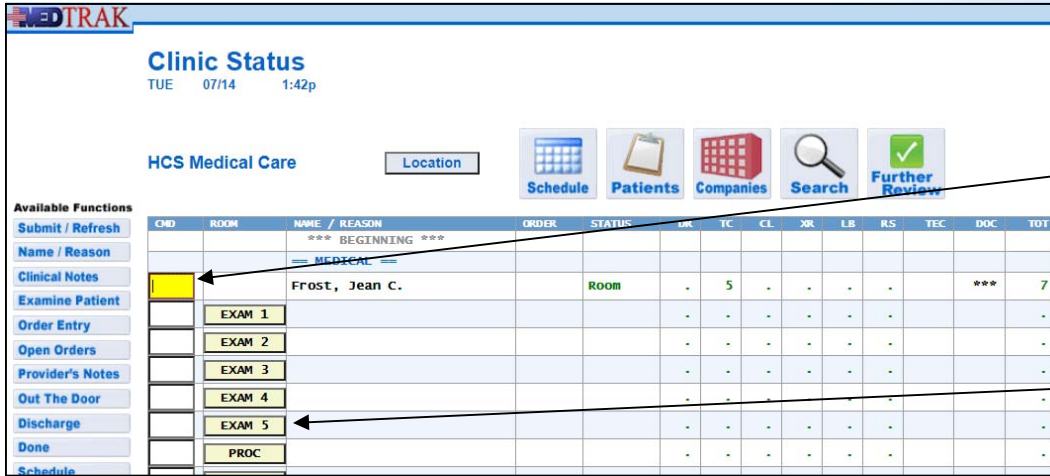 MEDTRAK
Clinic Status
TUE 07/14 1:42p
HCS Medical Care
Location
Schedule
Patients
Companies
Search
Further Review
Available Functions
Submit / Refresh
Name / Reason
Clinical Notes
Examine Patient
Order Entry
Open Orders
Provider's Notes
Out The Door
Discharge
Done
Schedule
CMD ROOM NAME / REASON ORDER STATUS DR TC CL XR LB RS TEC DOC TOT
*** BEGINNING ***
== MEDICAL ==
Frost, Jean C. Room . 5 . . . . *** 7
EXAM 1 . . . . . . .
EXAM 2 . . . . . . .
EXAM 3 . . . . . . .
EXAM 4 . . . . . . .
EXAM 5 . . . . . . .
PROC . . . . . . .